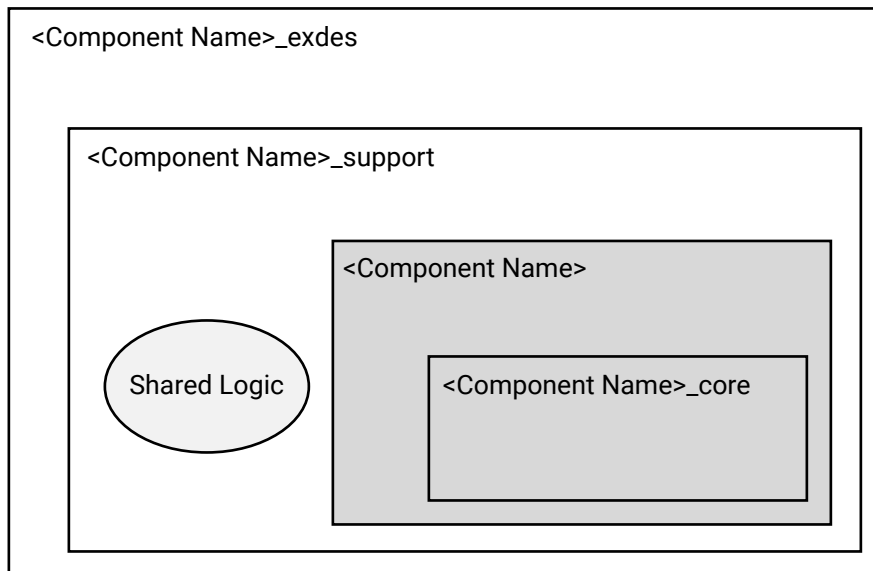 <Component Name>_exdes
<Component Name>_support
<Component Name>
Shared Logic
<Component Name>_core